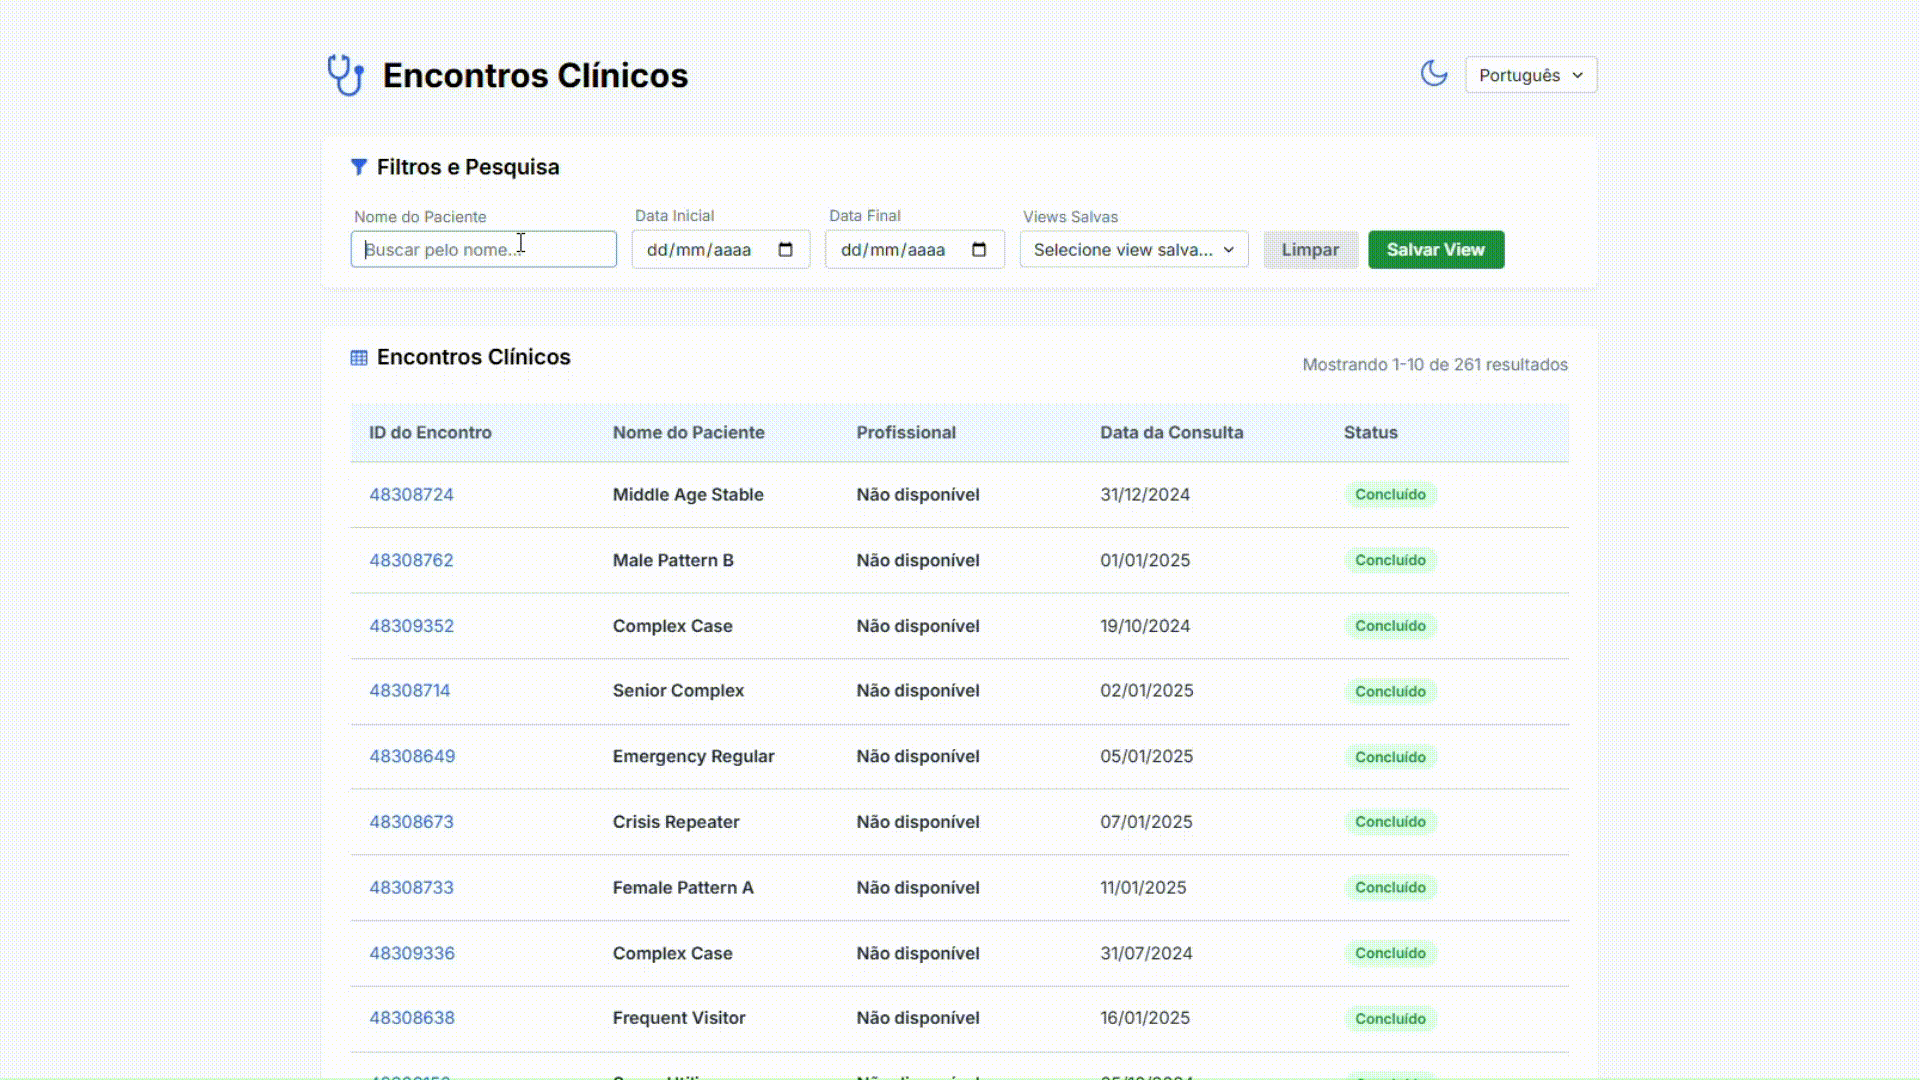 Encontros Clínicos
Português
Filtros e Pesquisa
Nome do Paciente
Data Inicial
Data Final
Views Salvas
Buscar pelo nome...
dd/mm/aaaa
dd/mm/aaaa
Selecione view salva...
Limpar
Salvar View
Encontros Clínicos
Mostrando 1-10 de 261 resultados
ID do Encontro Nome do Paciente Profissional Data da Consulta Status
48308724 Middle Age Stable Não disponível 31/12/2024 Concluído
48308762 Male Pattern B Não disponível 01/01/2025 Concluído
48309352 Complex Case Não disponível 19/10/2024 Concluído
48308714 Senior Complex Não disponível 02/01/2025 Concluído
48308649 Emergency Regular Não disponível 05/01/2025 Concluído
48308673 Crisis Repeater Não disponível 07/01/2025 Concluído
48308733 Female Pattern A Não disponível 11/01/2025 Concluído
48309336 Complex Case Não disponível 31/07/2024 Concluído
48308638 Frequent Visitor Não disponível 16/01/2025 Concluído